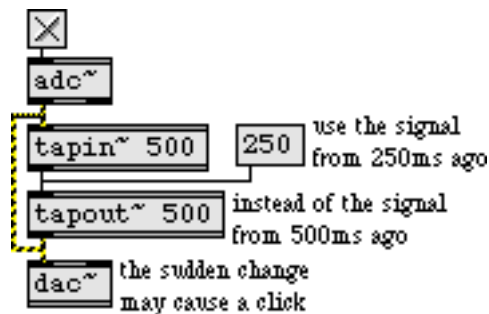 adc~
tapin~ 500
250
use the signal
from 250ms ago
tapout~ 500
instead of the signal
from 500ms ago
dac~
the sudden change
may cause a click